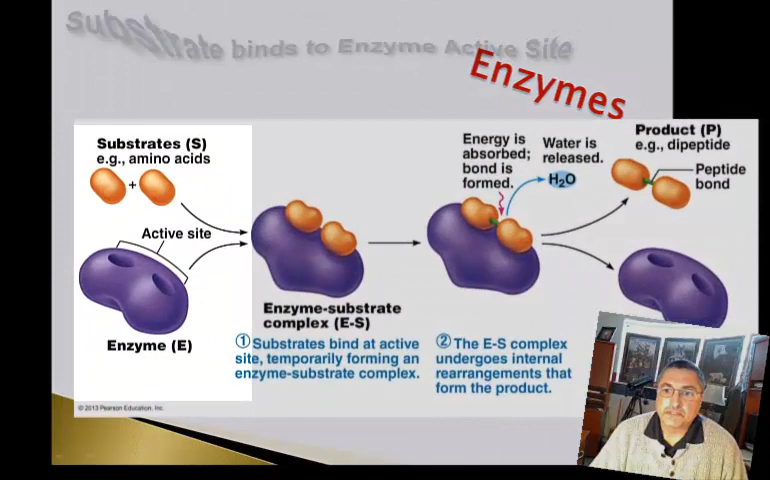 Substrate binds to Enzyme Active Site
Enzymes
Substrates (S)
e.g., amino acids
+
Active site
Enzyme (E)
Enzyme-substrate
complex (E-S)
① Substrates bind at active
site, temporarily forming an
enzyme-substrate complex.
Energy is
absorbed;
bond is
formed.
Water is
released.
H₂O
② The E-S complex
undergoes internal
rearrangements that
form the product.
Product (P)
e.g., dipeptide
Peptide
bond
© 2013 Pearson Education, Inc.